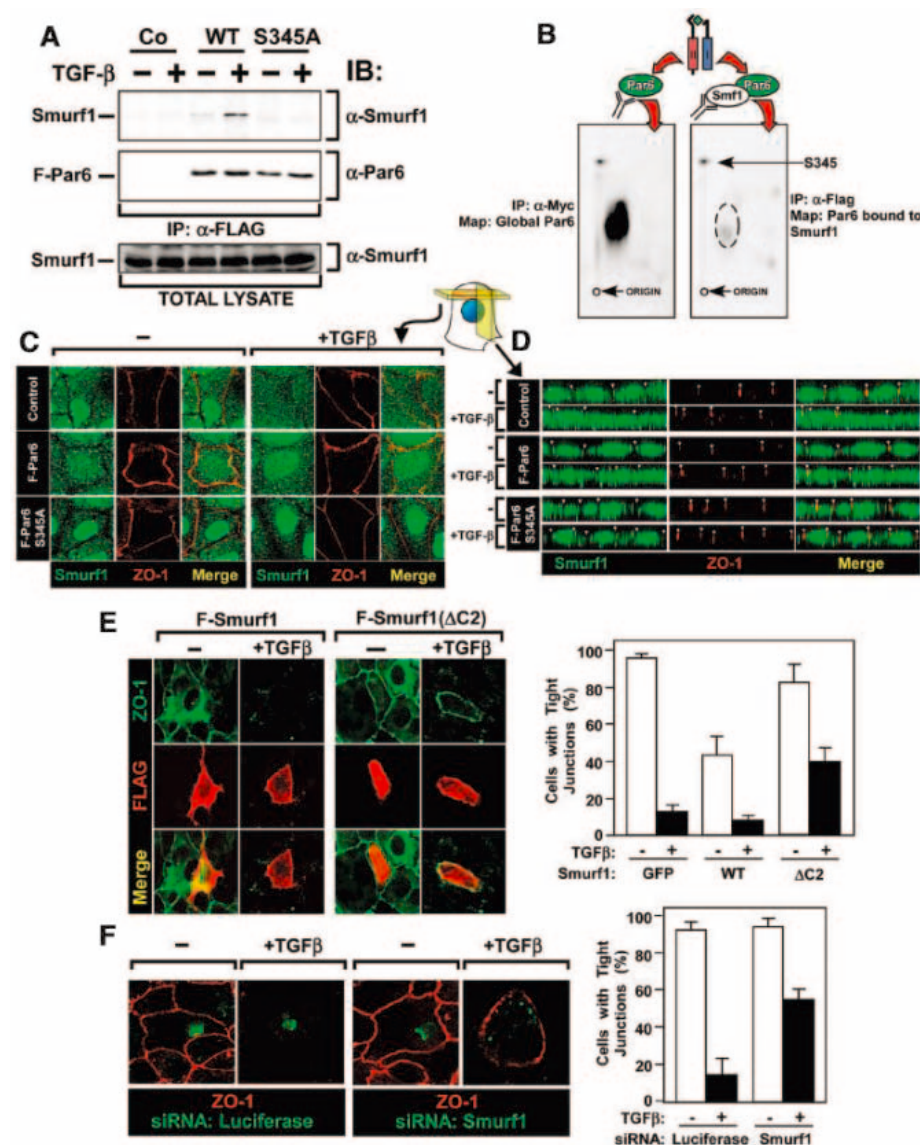 A
Co WT S345A
TGF-β – + – + – + IB:
Smurf1 α-Smurf1
F-Par6 α-Par6
IP: α-FLAG
Smurf1 α-Smurf1
TOTAL LYSATE
B
II I
Par6 Smf1 Par6
S345
IP: α-Myc
Map: Global Par6
IP: α-Flag
Map: Par6 bound to
Smurf1
ORIGIN ORIGIN
C
– +TGFβ
Control
F-Par6
F-Par6
S345A
Smurf1 ZO-1 Merge Smurf1 ZO-1 Merge
D
-
+TGF-β
Control
-
+TGF-β
F-Par6
-
+TGF-β
F-Par6
S345A
Smurf1 ZO-1 Merge
E
F-Smurf1 F-Smurf1(ΔC2)
– +TGFβ – +TGFβ
ZO-1
FLAG
Merge
Cells with Tight
Junctions (%)
100
80
60
40
20
0
TGFβ: - + - + - +
Smurf1: GFP WT ΔC2
F
– +TGFβ – +TGFβ
ZO-1 ZO-1
siRNA: Luciferase siRNA: Smurf1
Cells with Tight
Junctions (%)
100
80
60
40
20
0
TGFβ: - + - +
siRNA: Luciferase Smurf1